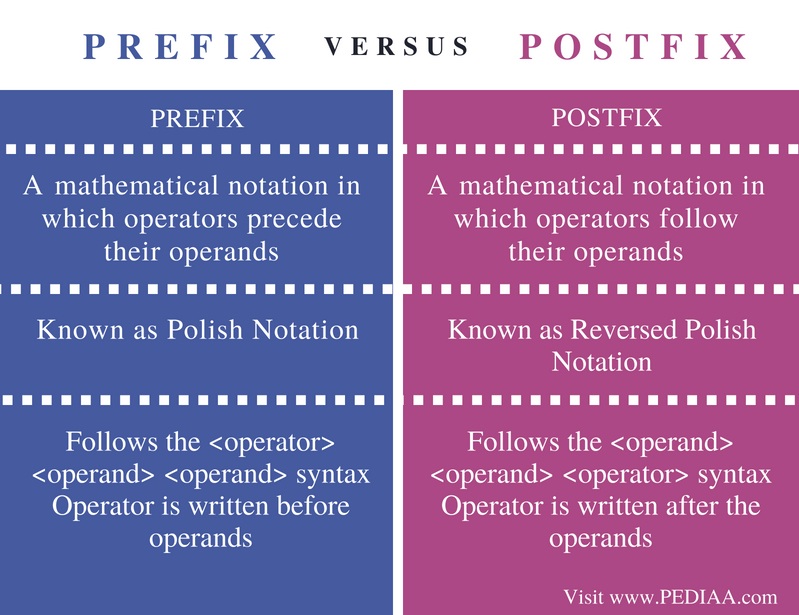 PREFIX VERSUS POSTFIX
PREFIX
A mathematical notation in
which operators precede
their operands
Known as Polish Notation
Follows the <operator>
<operand> <operand> syntax
Operator is written before
operands
POSTFIX
A mathematical notation in
which operators follow
their operands
Known as Reversed Polish
Notation
Follows the <operand>
<operand> <operator> syntax
Operator is written after the
operands
Visit www.PEDIAA.com